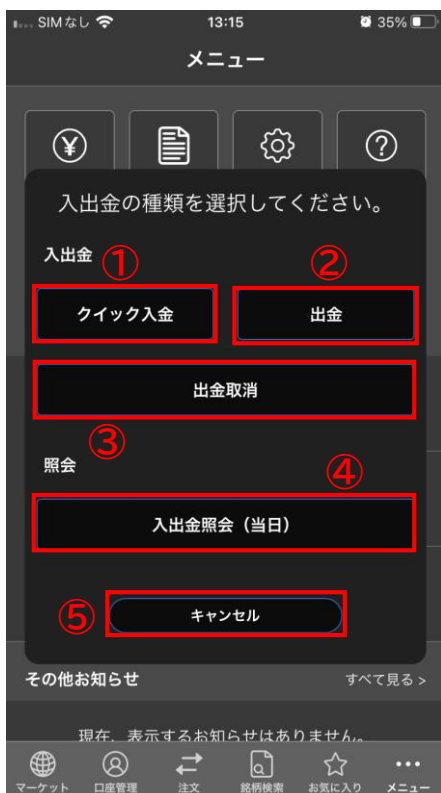 SIMなし 13:15 35%
メニュー
入出金の種類を選択してください。
入出金 ① ②
クイック入金 出金
出金取消
③
照会 ④
入出金照会（当日）
⑤ キャンセル
その他お知らせ すべて見る >
現在、表示するお知らせはありません。
マーケット 口座管理 注文 銘柄検索 お気に入り メニュー